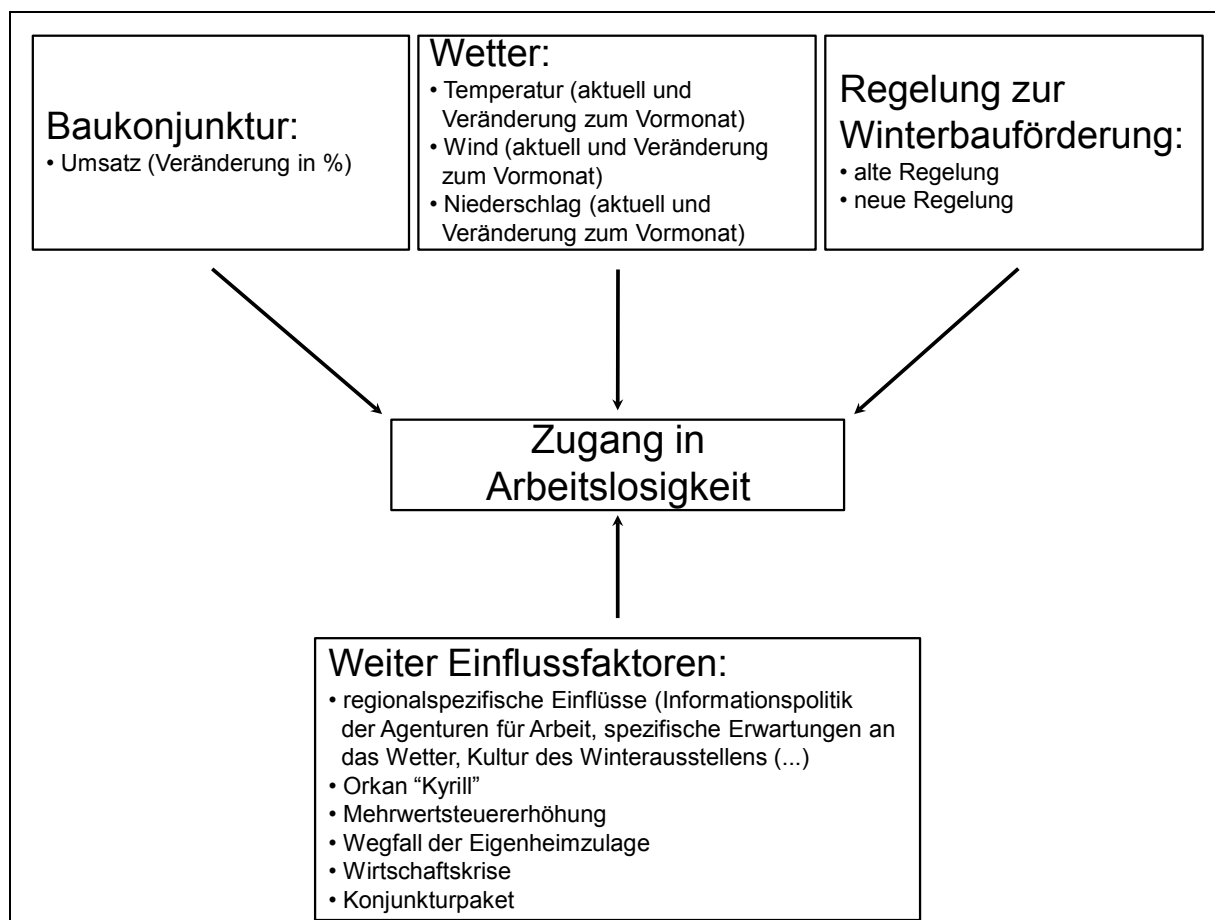 Baukonjunktur:
• Umsatz (Veränderung in %)
Wetter:
• Temperatur (aktuell und
Veränderung zum Vormonat)
• Wind (aktuell und Veränderung
zum Vormonat)
• Niederschlag (aktuell und
Veränderung zum Vormonat)
Regelung zur
Winterbauförderung:
• alte Regelung
• neue Regelung
Zugang in
Arbeitslosigkeit
Weiter Einflussfaktoren:
• regionalspezifische Einflüsse (Informationspolitik
der Agenturen für Arbeit, spezifische Erwartungen an
das Wetter, Kultur des Winterausstellens (...)
• Orkan “Kyrill”
• Mehrwertsteuererhöhung
• Wegfall der Eigenheimzulage
• Wirtschaftskrise
• Konjunkturpaket